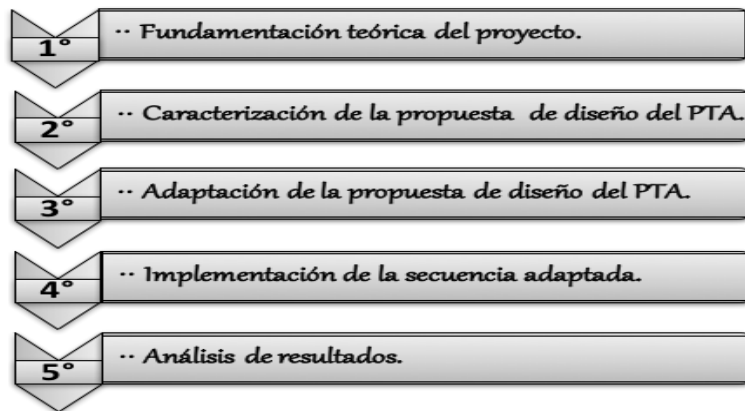 1° ·· Fundamentación teórica del proyecto.
2° ·· Caracterización de la propuesta de diseño del PTA.
3° ·· Adaptación de la propuesta de diseño del PTA.
4° ·· Implementación de la secuencia adaptada.
5° ·· Análisis de resultados.